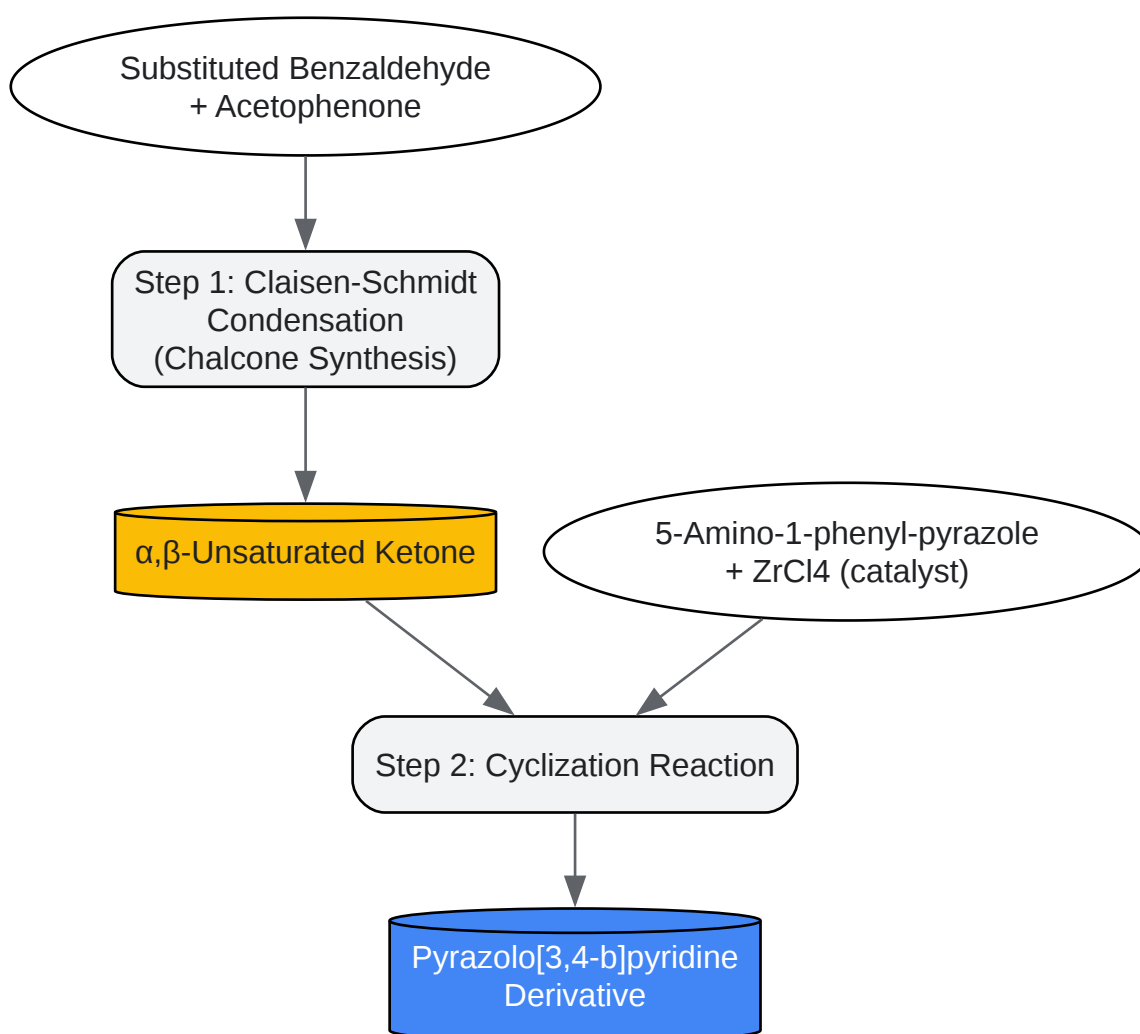 Substituted Benzaldehyde
+ Acetophenone
Step 1: Claisen-Schmidt
Condensation
(Chalcone Synthesis)
α,β-Unsaturated Ketone
5-Amino-1-phenyl-pyrazole
+ ZrCl4 (catalyst)
Step 2: Cyclization Reaction
Pyrazolo[3,4-b]pyridine
Derivative